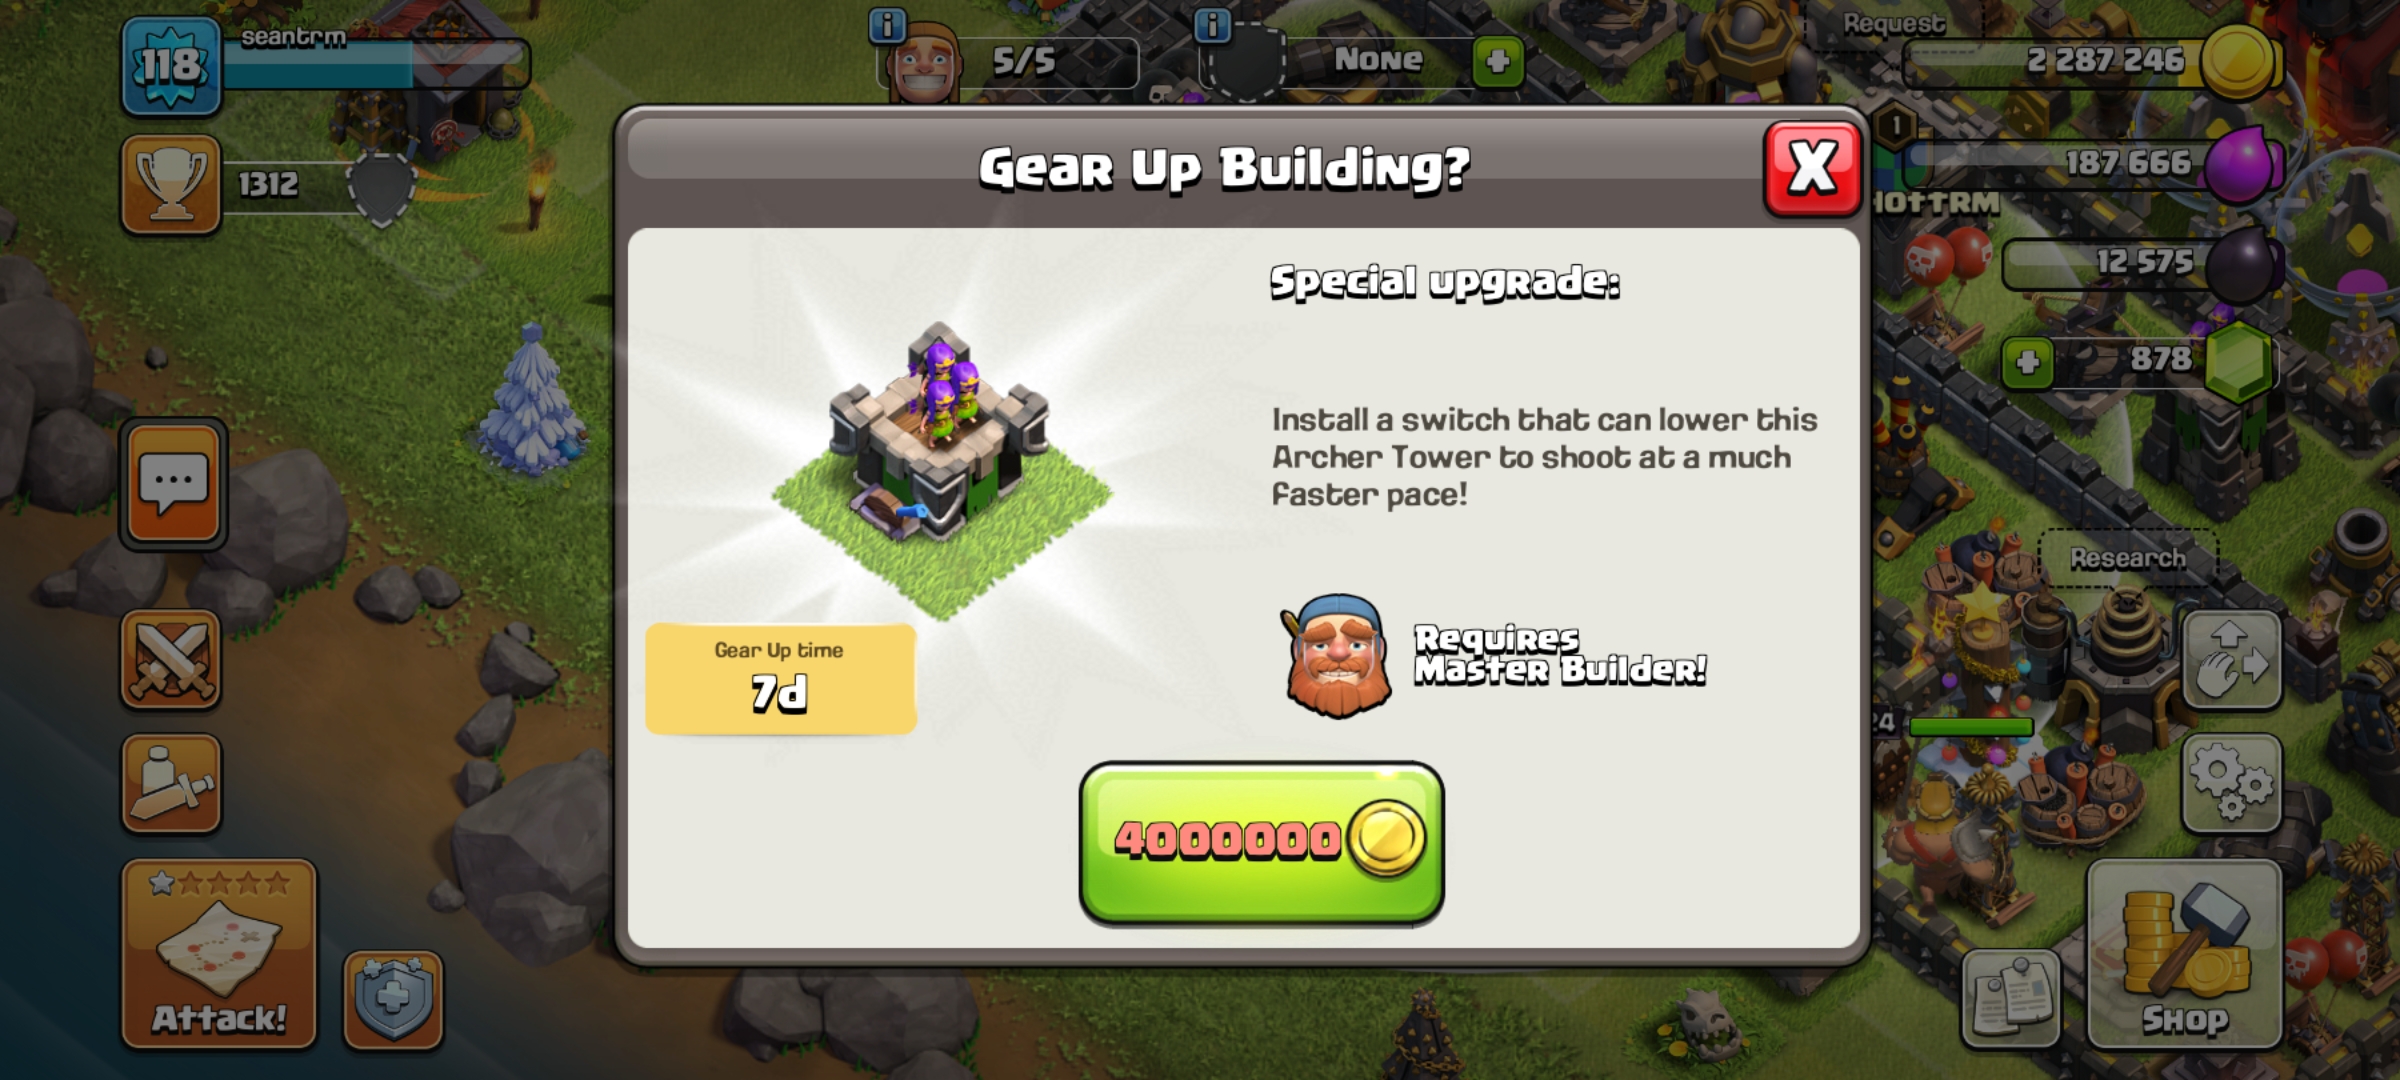 118
seantrm
5/5
None
Request
2 287 246
1312
187 666
12 575
878
Gear Up Building?
X
Special upgrade:
Install a switch that can lower this
Archer Tower to shoot at a much
faster pace!
Gear Up time
7d
Requires
Master Builder!
4000000
1
Research
Attack!
Shop